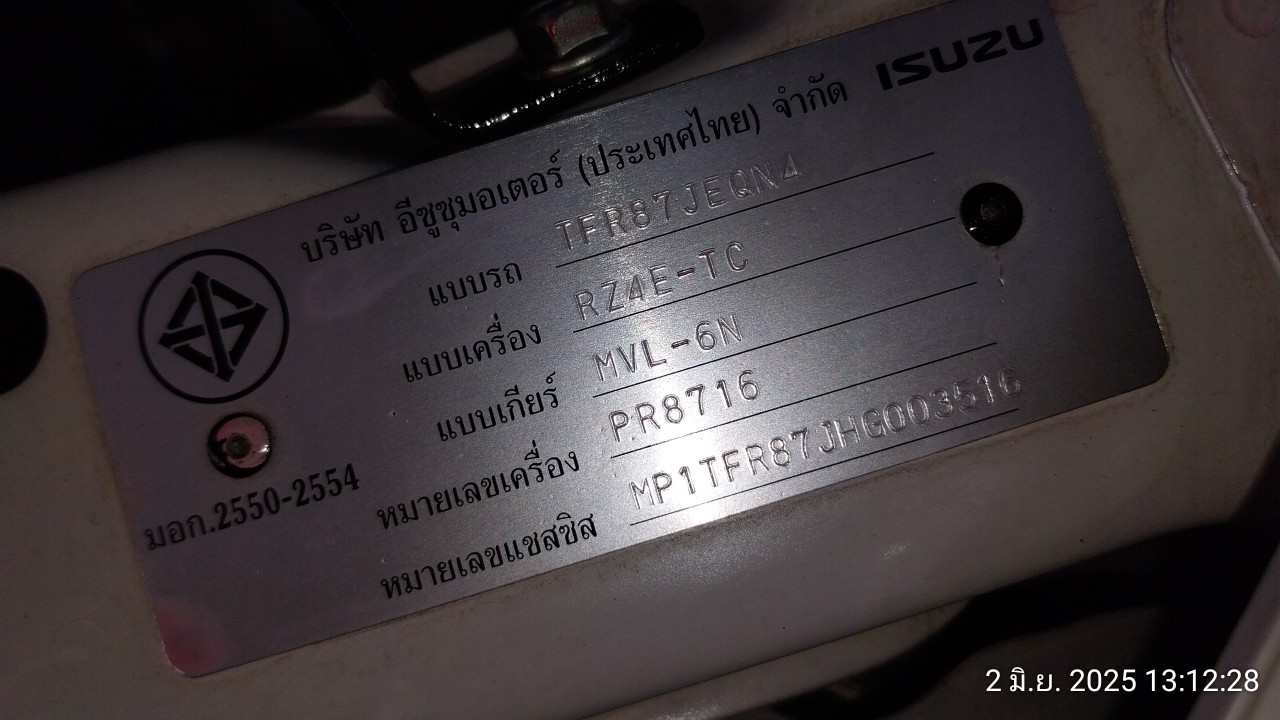 ISUZU
บริษัท อีซูซุมอเตอร์ (ประเทศไทย) จำกัด
แบบรถ TFR87JEQN4
แบบเครื่อง RZ4E-TC
แบบเกียร์ MVL-6N
หมายเลขเครื่อง PR8716
หมายเลขแชสซิส MP1TFR87JHG003516
มอก.2550-2554
2 มิ.ย. 2025 13:12:28